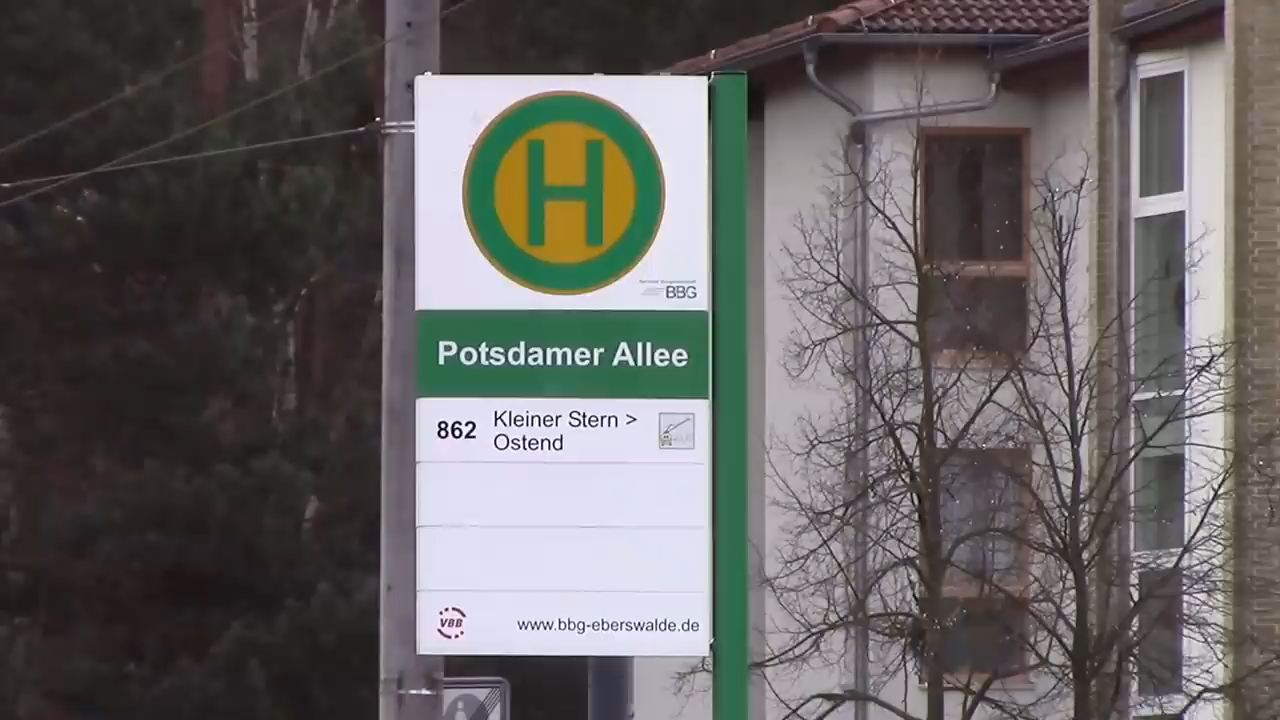 H
BBG
Potsdamer Allee
862 Kleiner Stern >
Ostend
VBB
www.bbg-eberswalde.de